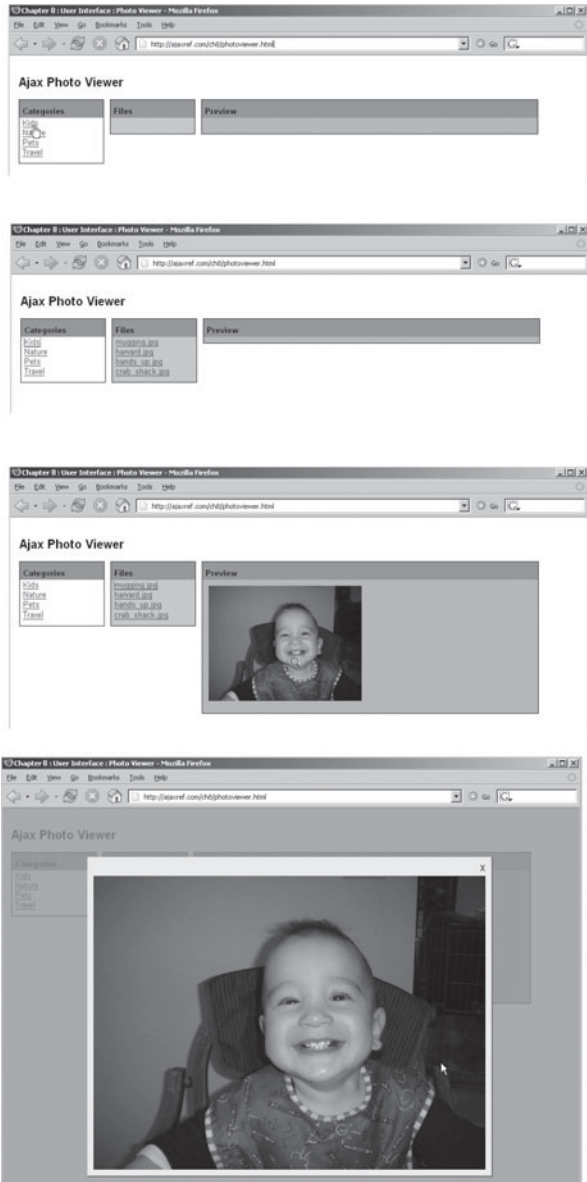 Chapter 8 : User Interface : Photo Viewer - Mozilla Firefox
File Edit View Go Bookmarks Tools Help
http://ajaxref.com/ch8/photoviewer.html Go
Ajax Photo Viewer
Categories Files Preview
Kids
Nature
Pets
Travel
Chapter 8 : User Interface : Photo Viewer - Mozilla Firefox
File Edit View Go Bookmarks Tools Help
http://ajaxref.com/ch8/photoviewer.html Go
Ajax Photo Viewer
Categories Files Preview
Kids mugging.jpg
Nature harvard.jpg
Pets hands_up.jpg
Travel crab_shack.jpg
Chapter 8 : User Interface : Photo Viewer - Mozilla Firefox
File Edit View Go Bookmarks Tools Help
http://ajaxref.com/ch8/photoviewer.html Go
Ajax Photo Viewer
Categories Files Preview
Kids mugging.jpg
Nature harvard.jpg
Pets hands_up.jpg
Travel crab_shack.jpg
Chapter 8 : User Interface : Photo Viewer - Mozilla Firefox
File Edit View Go Bookmarks Tools Help
http://ajaxref.com/ch8/photoviewer.html Go
Ajax Photo Viewer
Categories
X
Kids
Nature
Pets
Travel